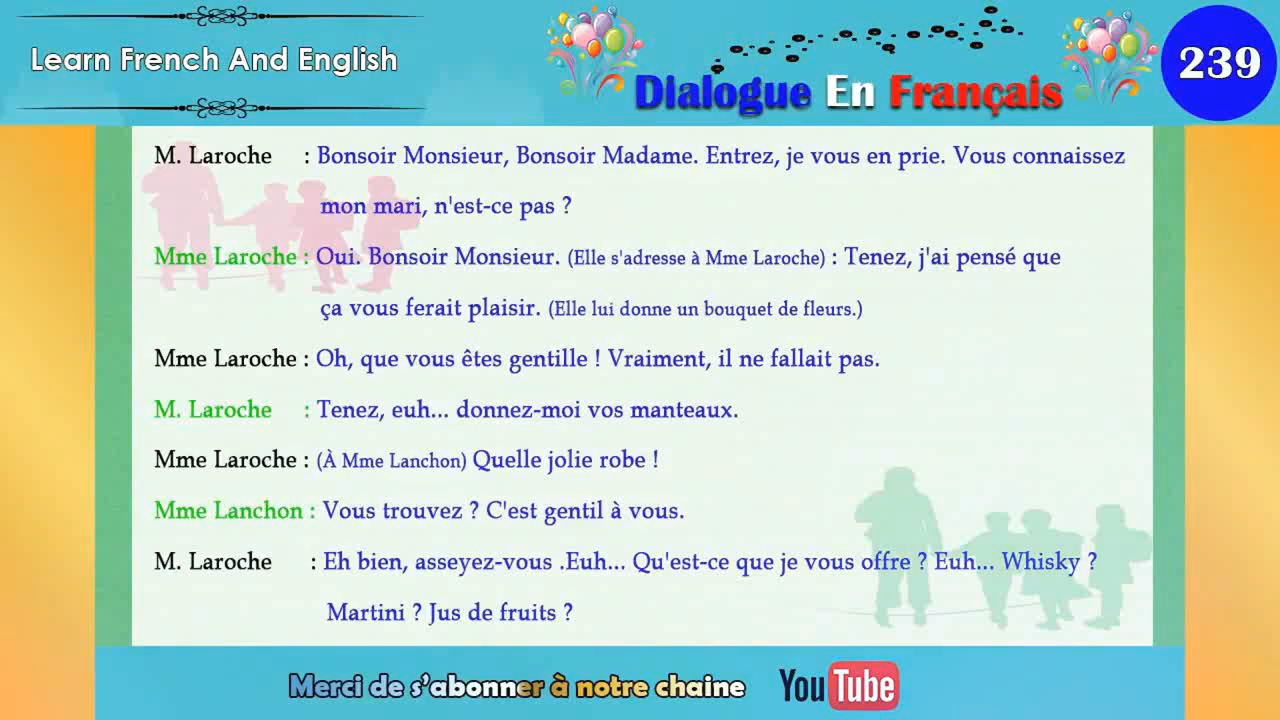 Learn French And English
Dialogue En Français
239
M. Laroche : Bonsoir Monsieur, Bonsoir Madame. Entrez, je vous en prie. Vous connaissez
mon mari, n'est-ce pas ?
Mme Laroche : Oui. Bonsoir Monsieur. (Elle s'adresse à Mme Laroche) : Tenez, j'ai pensé que
ça vous ferait plaisir. (Elle lui donne un bouquet de fleurs.)
Mme Laroche : Oh, que vous êtes gentille ! Vraiment, il ne fallait pas.
M. Laroche : Tenez, euh... donnez-moi vos manteaux.
Mme Laroche : (À Mme Lanchon) Quelle jolie robe !
Mme Lanchon : Vous trouvez ? C'est gentil à vous.
M. Laroche : Eh bien, asseyez-vous .Euh... Qu'est-ce que je vous offre ? Euh... Whisky ?
Martini ? Jus de fruits ?
Merci de s'abonner à notre chaine
YouTube